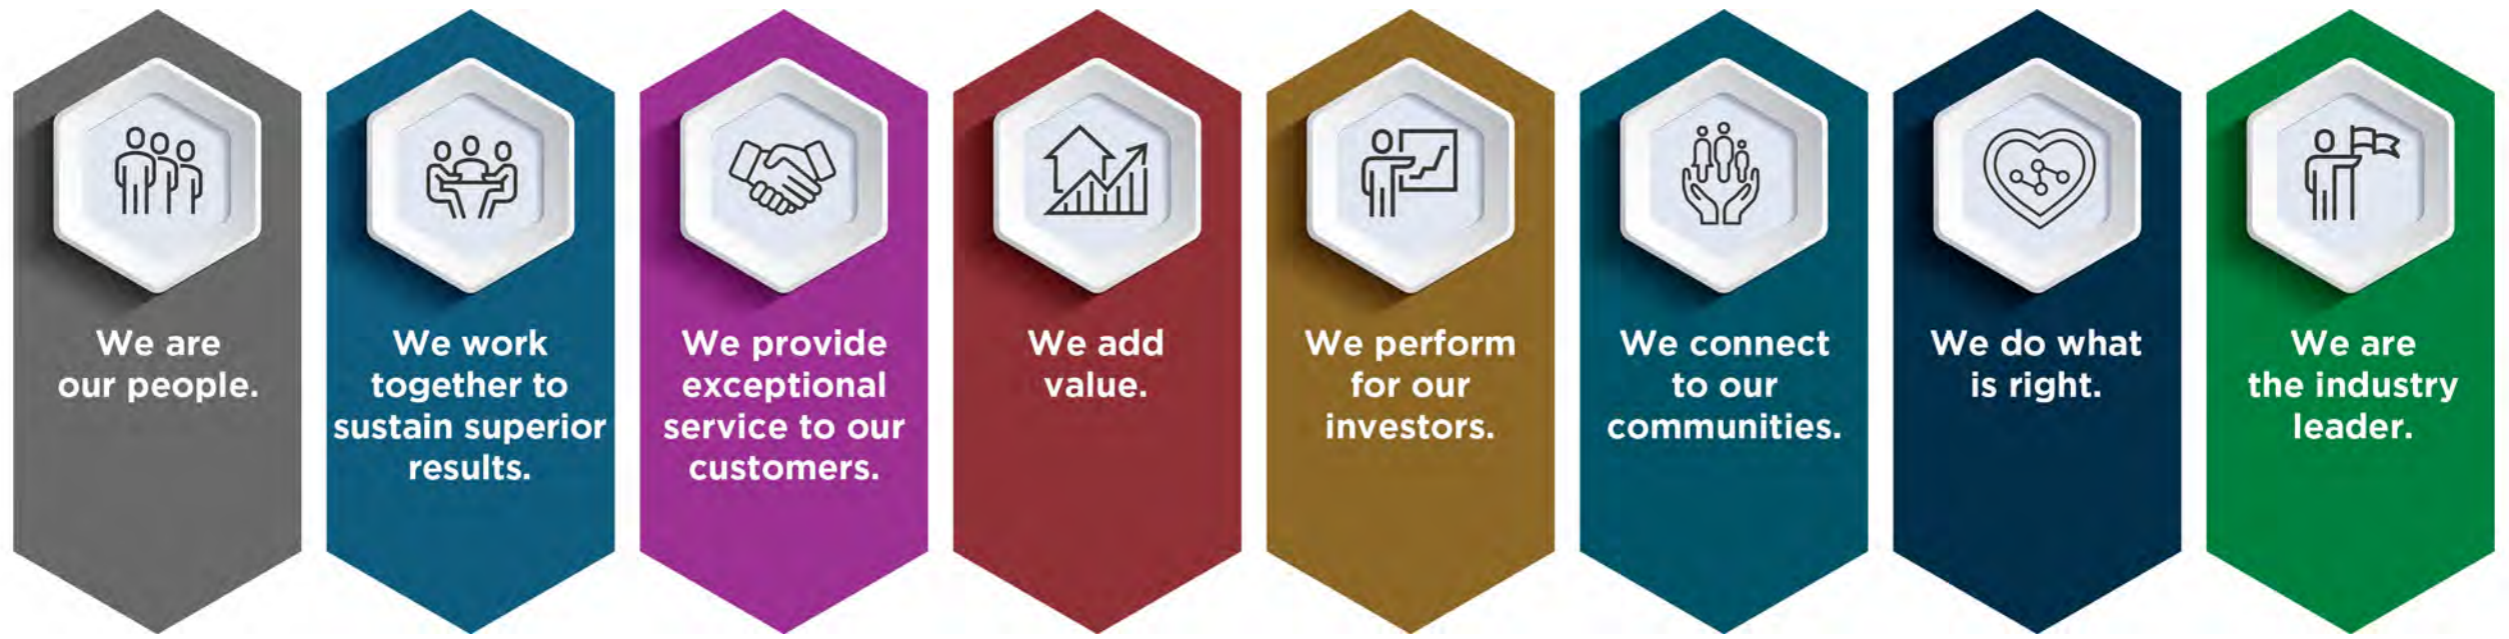 We are
our people.
We work
together to
sustain superior
results.
We provide
exceptional
service to our
customers.
We add
value.
We perform
for our
investors.
We connect
to our
communities.
We do what
is right.
We are
the industry
leader.